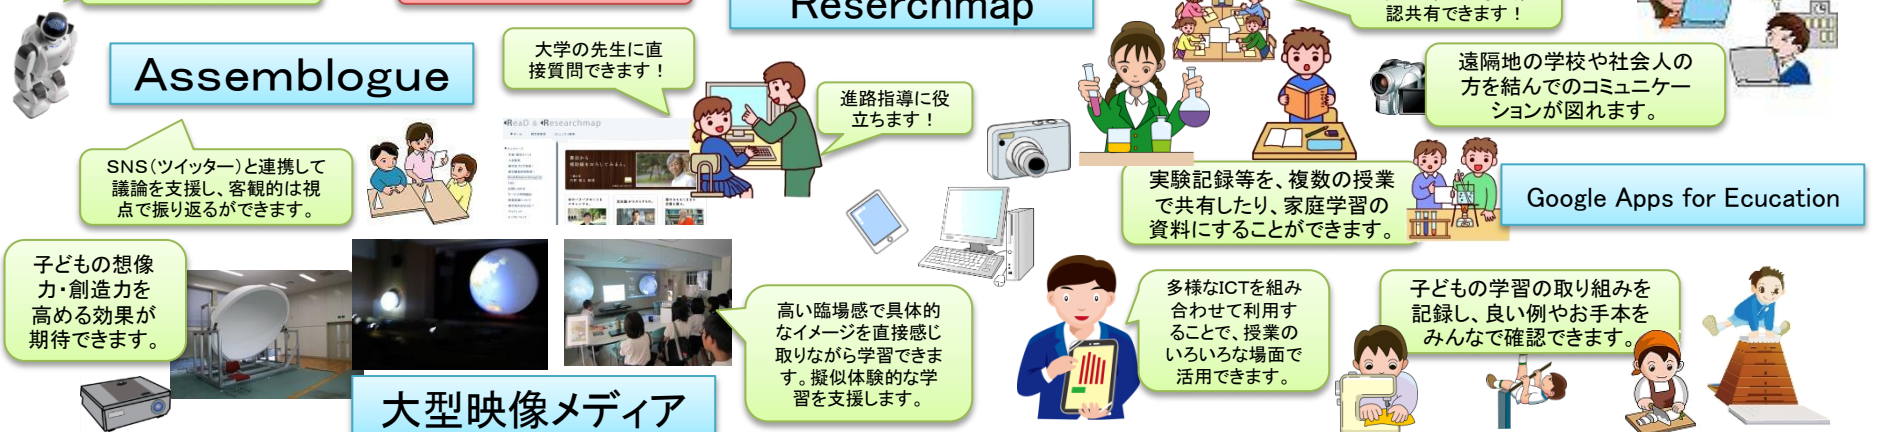 Reserchmap
認共有できます！
大学の先生に直
接質問できます！
Assemblogue
遠隔地の学校や社会人の
方を結んでのコミュニケー
ションが図れます。
進路指導に役
立ちます！
ReaD & Researchmap
SNS(ツイッター)と連携して
議論を支援し、客観的は視
点で振り返るができます。
実験記録等を、複数の授業
で共有したり、家庭学習の
資料にすることができます。
Google Apps for Ecucation
子どもの想像
力・創造力を
高める効果が
期待できます。
高い臨場感で具体的
なイメージを直接感じ
取りながら学習できま
す。擬似体験的な学
習を支援します。
多様なICTを組み
合わせて利用す
ることで、授業の
いろいろな場面で
活用できます。
子どもの学習の取り組みを
記録し、良い例やお手本を
みんなで確認できます。
大型映像メディア